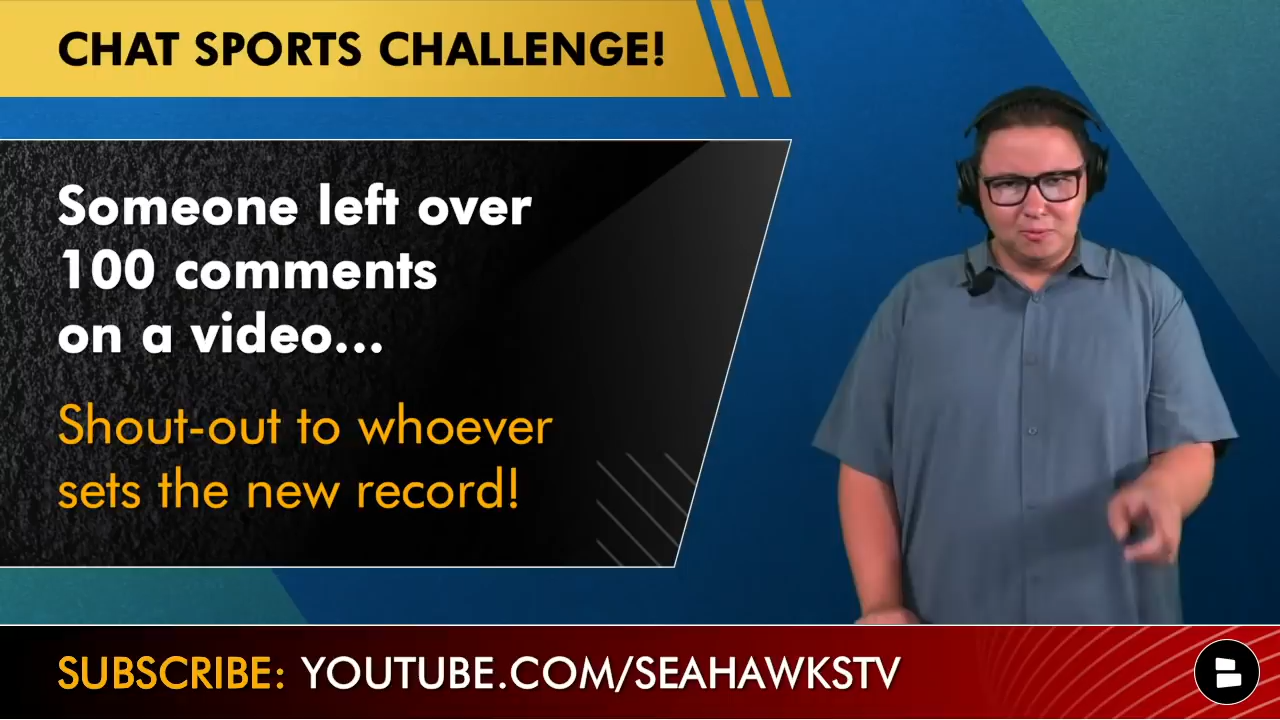 CHAT SPORTS CHALLENGE!
Someone left over
100 comments
on a video...
Shout-out to whoever
sets the new record!
SUBSCRIBE: YOUTUBE.COM/SEAHAWKSTV